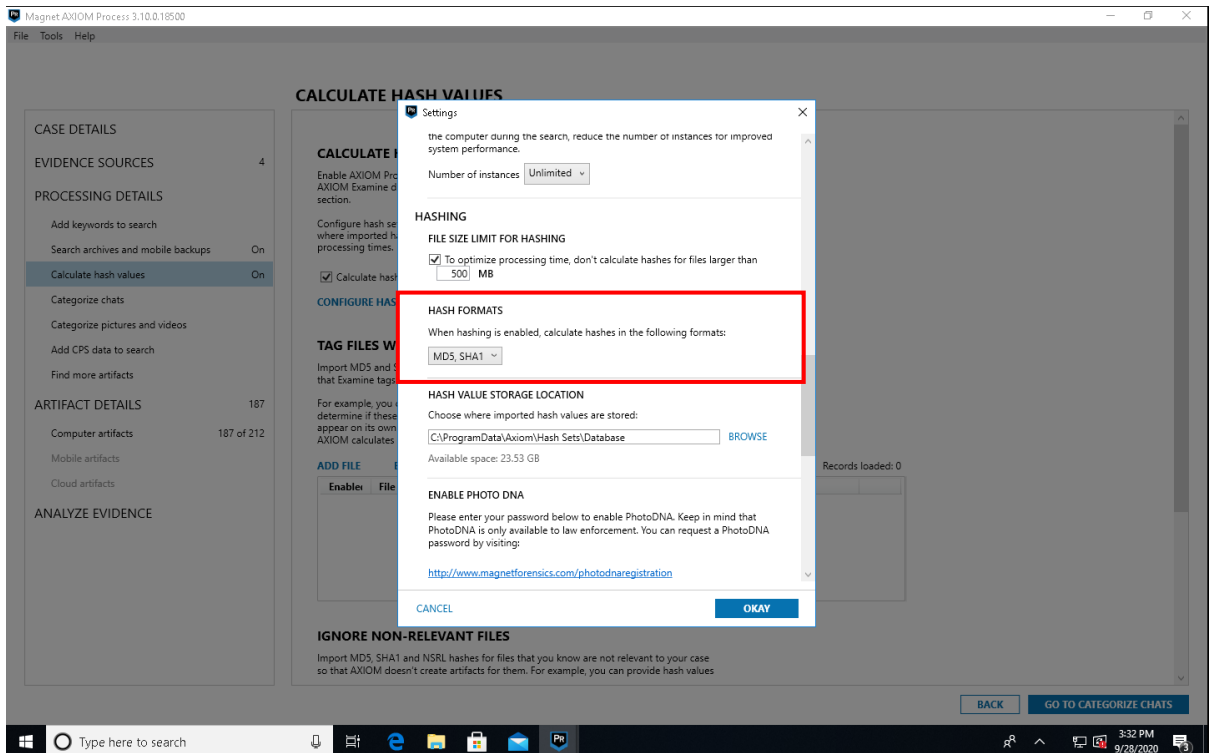 Magnet AXIOM Process 3.10.0.18500
File Tools Help
CALCULATE HASH VALUES
CASE DETAILS
EVIDENCE SOURCES 4
PROCESSING DETAILS
Add keywords to search
Search archives and mobile backups On
Calculate hash values On
Categorize chats
Categorize pictures and videos
Add CPS data to search
Find more artifacts
ARTIFACT DETAILS 187
Computer artifacts 187 of 212
Mobile artifacts
Cloud artifacts
ANALYZE EVIDENCE
CALCULATE
Enable AXIOM Pro
AXIOM Examine d
section.
Configure hash se
where imported h
processing times.
Calculate hash
CONFIGURE HAS
TAG FILES W
Import MD5 and S
that Examine tags
For example, you
determine if these
appear on its own
AXIOM calculates
ADD FILE
Records loaded: 0
Enabled File
IGNORE NON-RELEVANT FILES
Import MD5, SHA1 and NSRL hashes for files that you know are not relevant to your case
so that AXIOM doesn't create artifacts for them. For example, you can provide hash values
Settings
the computer during the search, reduce the number of instances for improved
system performance.
Number of instances Unlimited
HASHING
FILE SIZE LIMIT FOR HASHING
To optimize processing time, don't calculate hashes for files larger than
500 MB
HASH FORMATS
When hashing is enabled, calculate hashes in the following formats:
MD5, SHA1
HASH VALUE STORAGE LOCATION
Choose where imported hash values are stored:
C:\ProgramData\Axiom\Hash Sets\Database BROWSE
Available space: 23.53 GB
ENABLE PHOTO DNA
Please enter your password below to enable PhotoDNA. Keep in mind that
PhotoDNA is only available to law enforcement. You can request a PhotoDNA
password by visiting:
http://www.magnetforensics.com/photodnaregistration
CANCEL OKAY
BACK GO TO CATEGORIZE CHATS
Type here to search
3:32 PM
9/28/2020